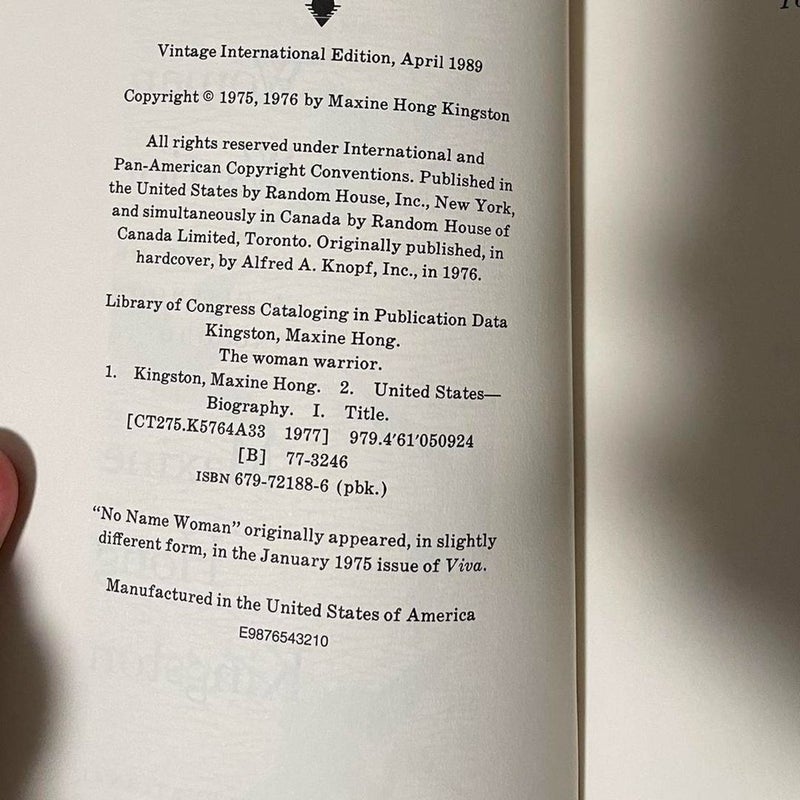 Vintage International Edition, April 1989
Copyright © 1975, 1976 by Maxine Hong Kingston
All rights reserved under International and
Pan-American Copyright Conventions. Published in
the United States by Random House, Inc., New York,
and simultaneously in Canada by Random House of
Canada Limited, Toronto. Originally published, in
hardcover, by Alfred A. Knopf, Inc., in 1976.
Library of Congress Cataloging in Publication Data
Kingston, Maxine Hong.
The woman warrior.
1. Kingston, Maxine Hong. 2. United States—
Biography. I. Title.
[CT275.K5764A33 1977] 979.4'61'050924
[B] 77-3246
ISBN 679-72188-6 (pbk.)
“No Name Woman” originally appeared, in slightly
different form, in the January 1975 issue of Viva.
Manufactured in the United States of America
E9876543210